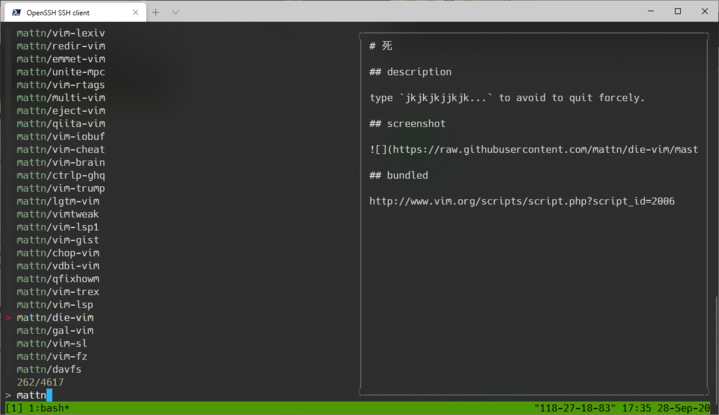 OpenSSH SSH client
mattn/vim-lexiv
mattn/redir-vim
mattn/emmet-vim
mattn/unite-mpc
mattn/vim-rtags
mattn/multi-vim
mattn/eject-vim
mattn/qiita-vim
mattn/vim-iobuf
mattn/vim-cheat
mattn/vim-brain
mattn/ctrlp-ghq
mattn/vim-trump
mattn/lgtm-vim
mattn/vimtweak
mattn/vim-lsp1
mattn/vim-gist
mattn/chop-vim
mattn/vdbi-vim
mattn/qfixhowm
mattn/vim-trex
mattn/vim-lsp
> mattn/die-vim
mattn/gal-vim
mattn/vim-sl
mattn/vim-fz
mattn/davfs
262/4617
> mattn
# 死
## description
type `jkjkjkjjkjk...` to avoid to quit forcely.
## screenshot
![](https://raw.githubusercontent.com/mattn/die-vim/mast
## bundled
http://www.vim.org/scripts/script.php?script_id=2006
[1] 1:bash* "118-27-18-83" 17:35 28-Sep-20